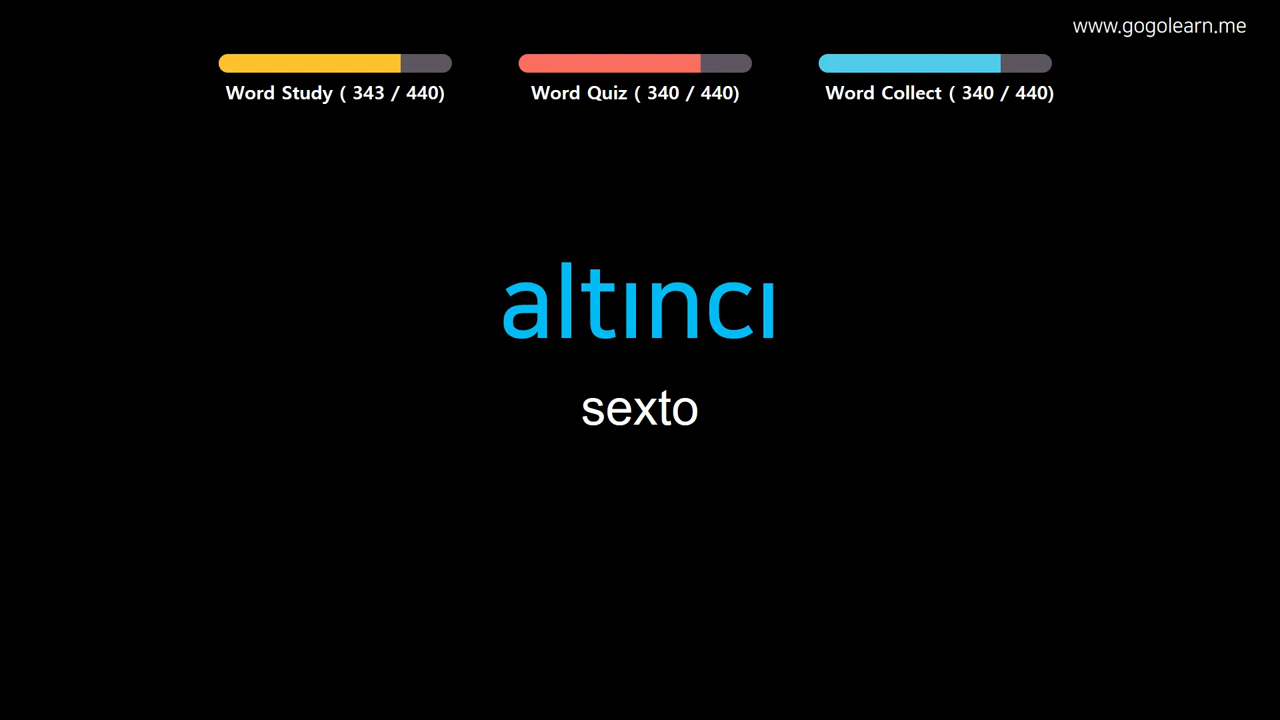 www.gogolearn.me
Word Study ( 343 / 440)
Word Quiz ( 340 / 440)
Word Collect ( 340 / 440)
altıncı
sexto